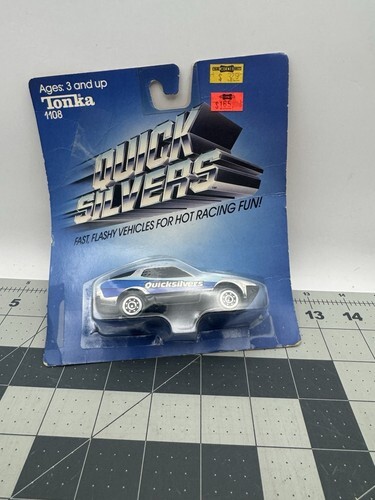 Ages: 3 and up
Tonka
1108
QUICK
SILVERS
FAST, FLASHY VEHICLES FOR HOT RACING FUN!
Quicksilvers
5
13
14